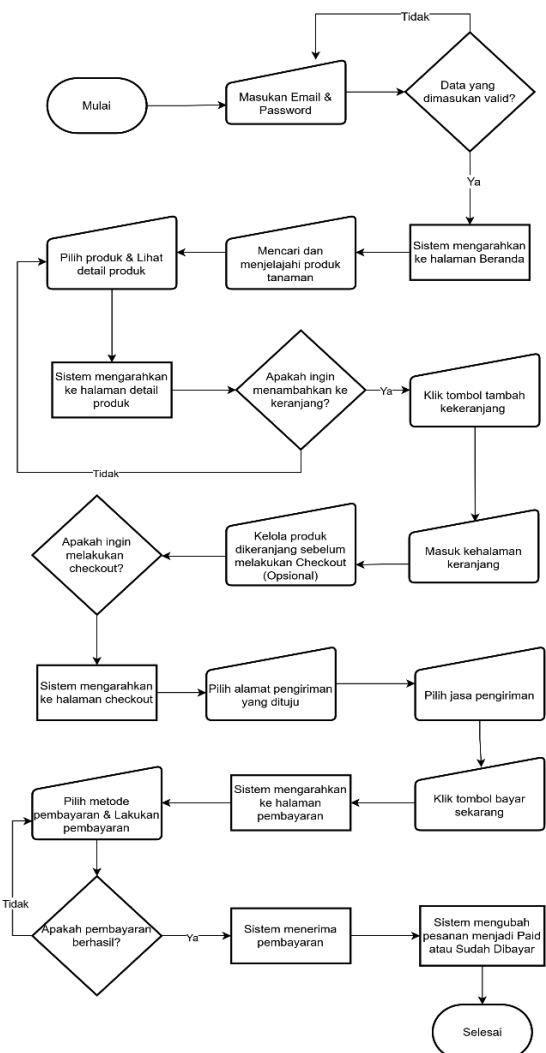 Tidak
Mulai
Masukan Email &
Password
Data yang
dimasukan valid?
Ya
Sistem mengarahkan
ke halaman Beranda
Mencari dan
menjelajahi produk
tanaman
Pilih produk & Lihat
detail produk
Sistem mengarahkan
ke halaman detail
produk
Apakah ingin
menambahkan ke
keranjang?
Ya
Klik tombol tambah
kekeranjang
Tidak
Masuk kehalaman
keranjang
Kelola produk
dikeranjang sebelum
melakukan Checkout
(Opsional)
Apakah ingin
melakukan
checkout?
Sistem mengarahkan
ke halaman checkout
Pilih alamat pengiriman
yang dituju
Pilih jasa pengiriman
Klik tombol bayar
sekarang
Sistem mengarahkan
ke halaman
pembayaran
Pilih metode
pembayaran & Lakukan
pembayaran
Tidak
Apakah pembayaran
berhasil?
Ya
Sistem menerima
pembayaran
Sistem mengubah
pesanan menjadi Paid
atau Sudah Dibayar
Selesai